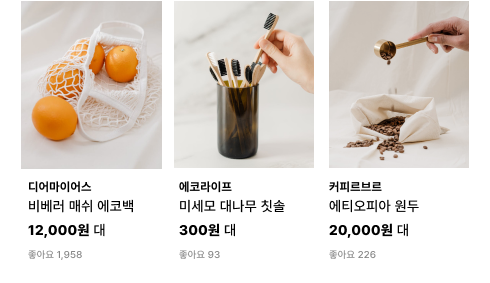 디어마이어스
비베러 매쉬 에코백
12,000원 대
좋아요 1,958
에코라이프
미세모 대나무 칫솔
300원 대
좋아요 93
커피르브르
에티오피아 원두
20,000원 대
좋아요 226